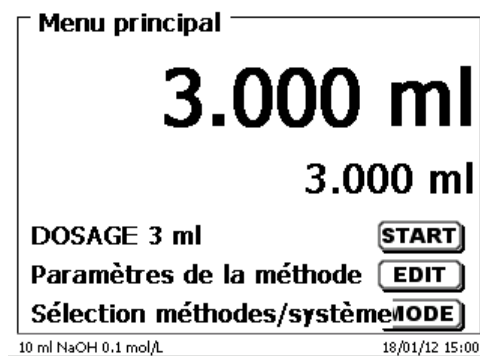 Menu principal
3.000 ml
3.000 ml
DOSAGE 3 ml START
Paramètres de la méthode EDIT
Sélection méthodes/système MODE
10 ml NaOH 0.1 mol/L 18/01/12 15:00